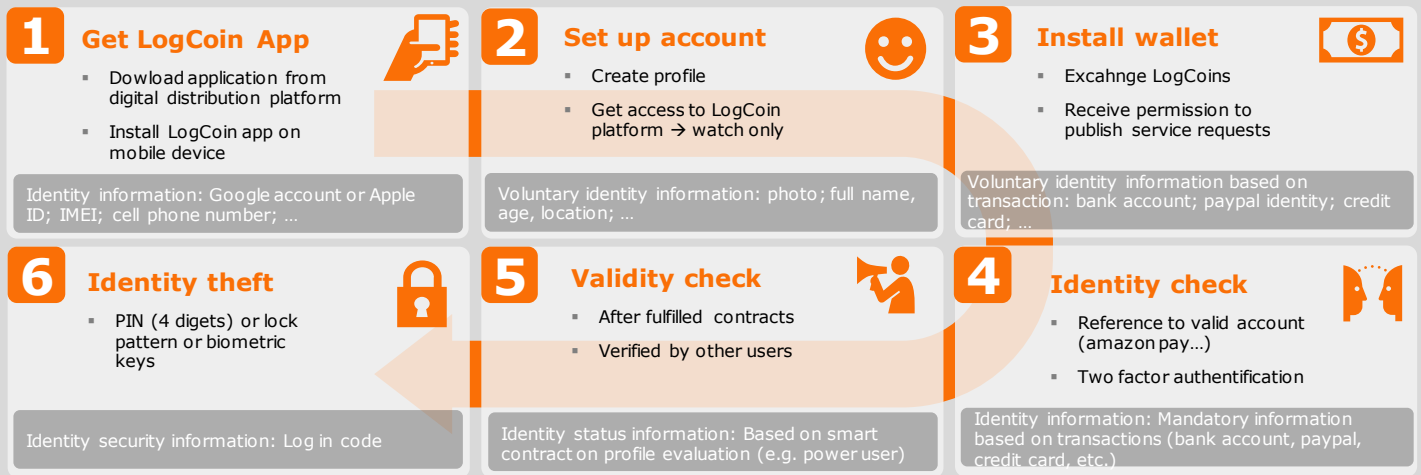 1
Get LogCoin App
▪ Dowload application from
digital distribution platform
▪ Install LogCoin app on
mobile device
Identity information: Google account or Apple
ID; IMEI; cell phone number; …
2
Set up account
▪ Create profile
▪ Get access to LogCoin
platform → watch only
Voluntary identity information: photo; full name,
age, location; …
3
Install wallet
$
▪ Excahnge LogCoins
▪ Receive permission to
publish service requests
Voluntary identity information based on
transaction: bank account; paypal identity; credit
card; …
6
Identity theft
▪ PIN (4 digets) or lock
pattern or biometric
keys
Identity security information: Log in code
5
Validity check
▪ After fulfilled contracts
▪ Verified by other users
Identity status information: Based on smart
contract on profile evaluation (e.g. power user)
4
Identity check
▪ Reference to valid account
(amazon pay…)
▪ Two factor authentification
Identity information: Mandatory information
based on transactions (bank account, paypal,
credit card, etc.)